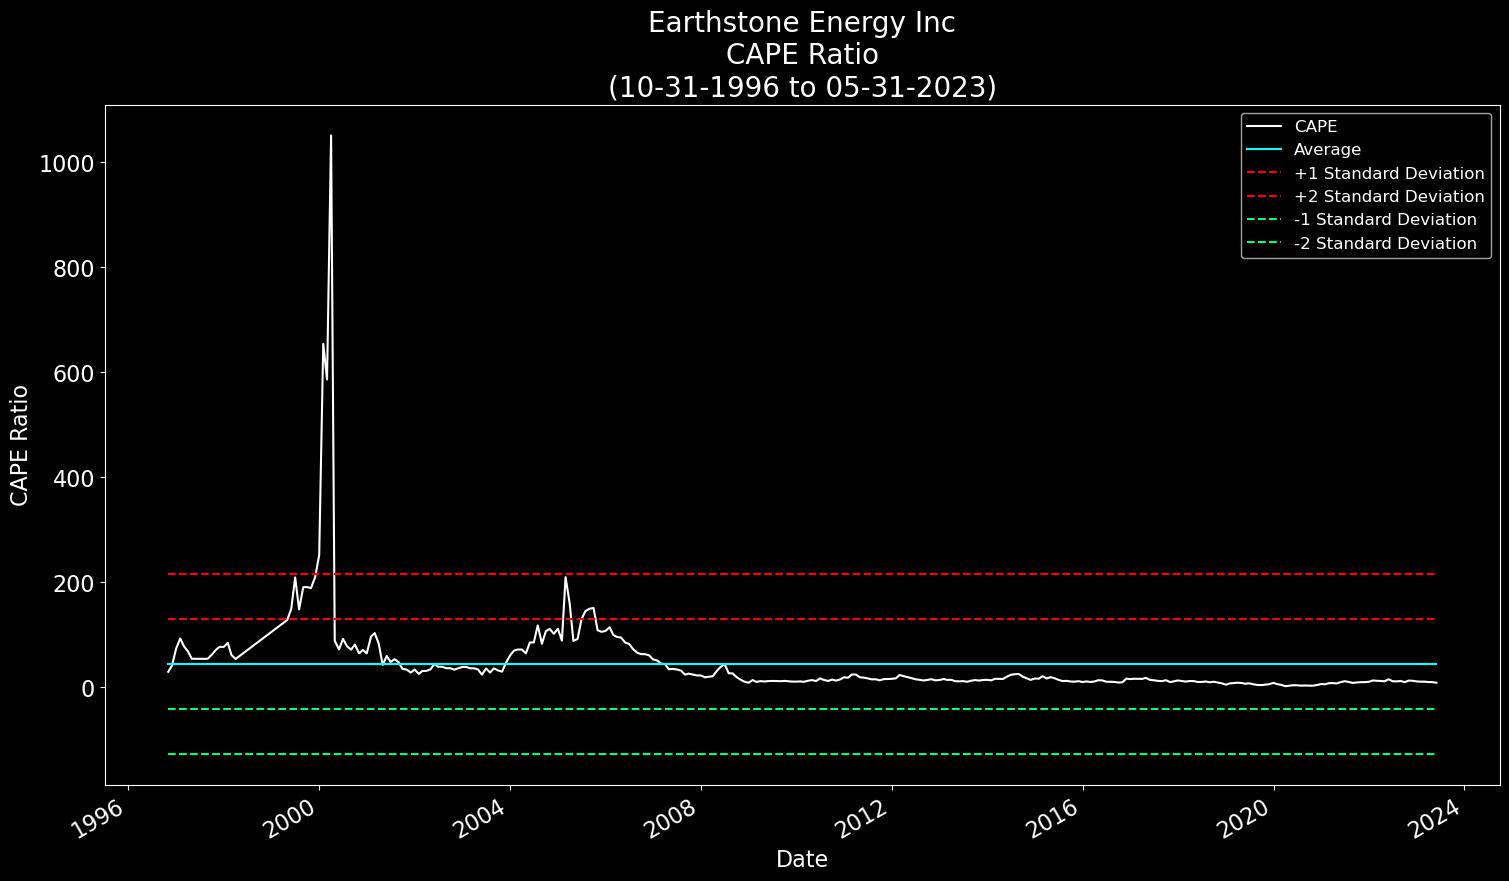 Earthstone Energy Inc
CAPE Ratio
(10-31-1996 to 05-31-2023)
CAPE
Average
+1 Standard Deviation
+2 Standard Deviation
-1 Standard Deviation
-2 Standard Deviation
CAPE Ratio
1000
800
600
400
200
0
1996
2000
2004
2008
2012
2016
2020
2024
Date